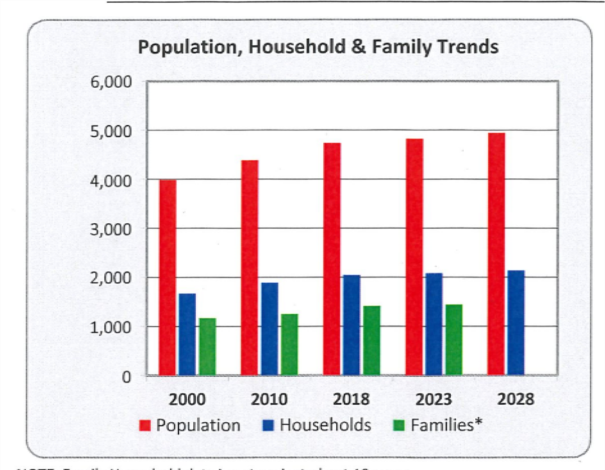 Population, Household & Family Trends
6,000
5,000
4,000
3,000
2,000
1,000
0
2000 2010 2018 2023 2028
Population Households Families*